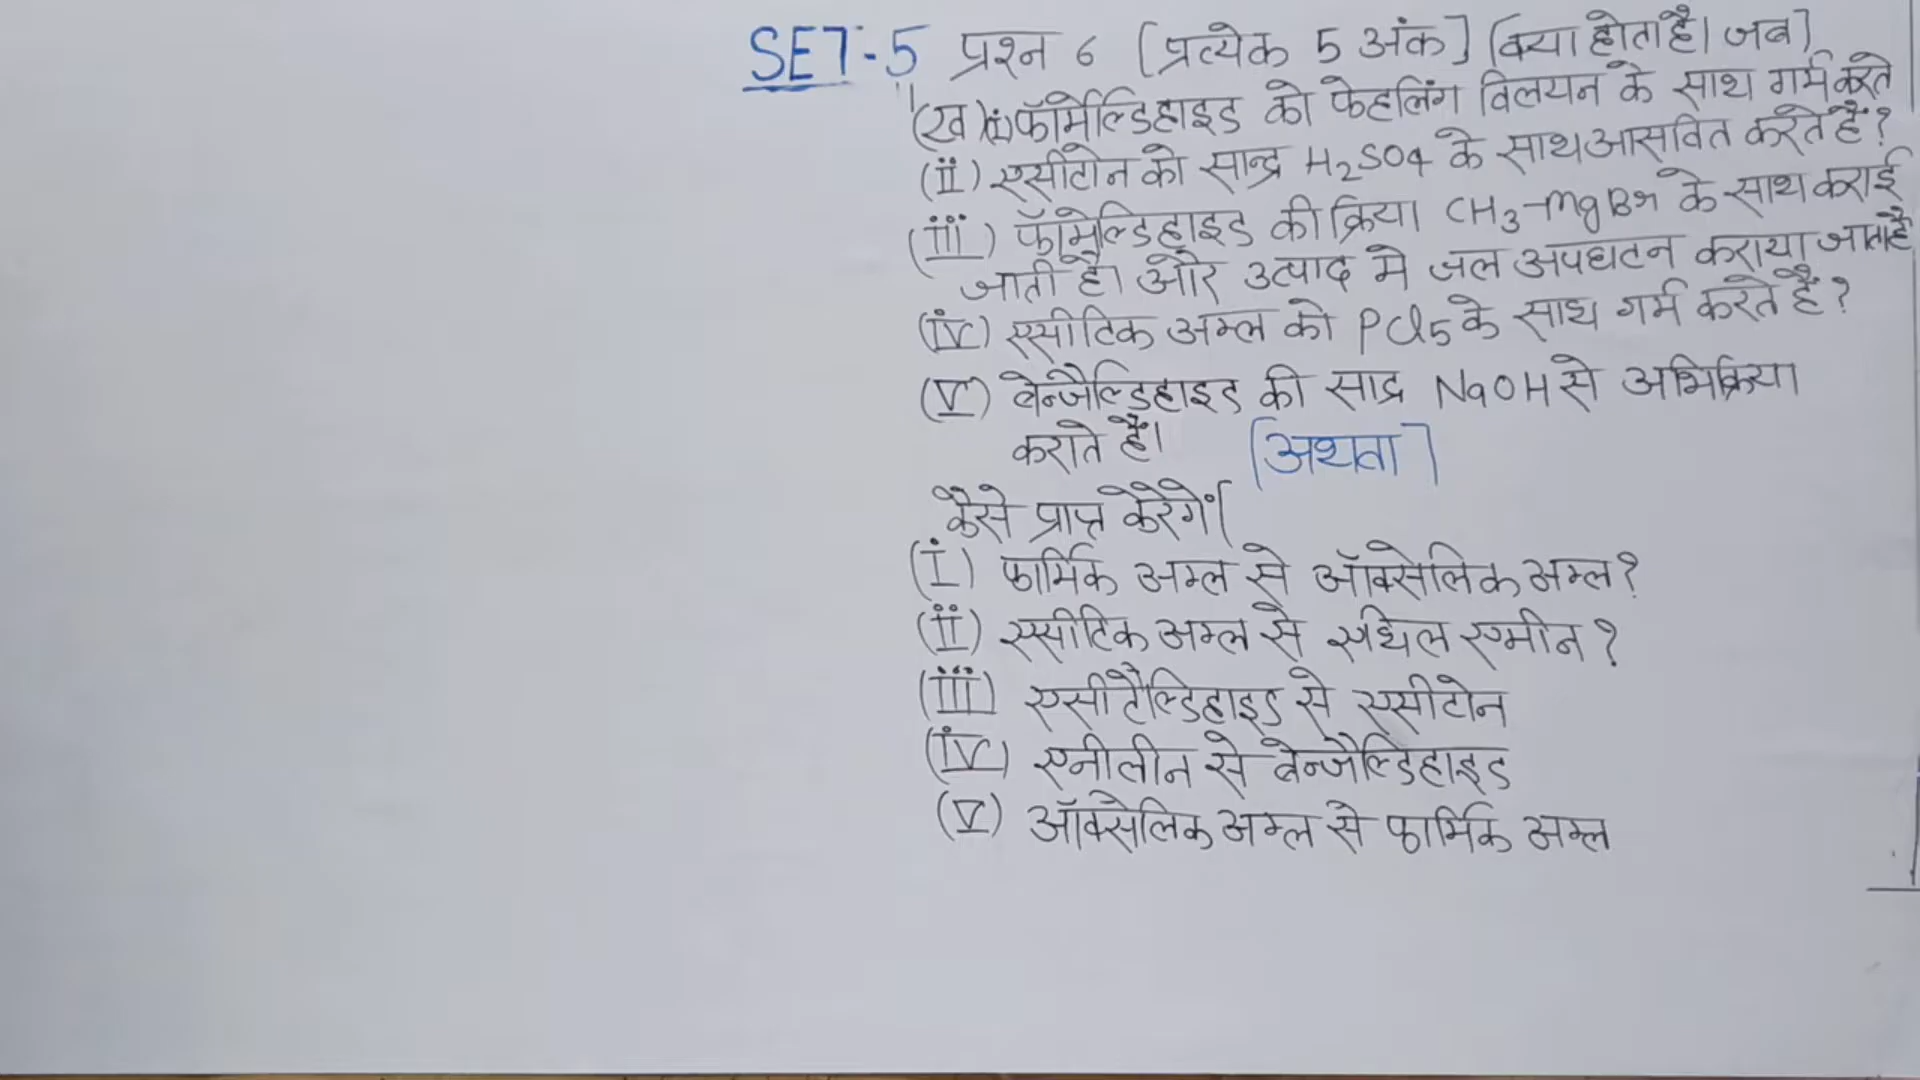 SET-5 प्रश्न 6 [प्रत्येक 5 अंक] [क्या होता है। जब]
(ख)(i) फॉर्मेल्डिहाइड को फेहलिंग विलयन के साथ गर्म करते
(ii) एसीटोन को सान्द्र H2SO4 के साथ आसवित करते हैं?
(iii) फॉर्मेल्डिहाइड की क्रिया CH3-MgBr के साथ कराई
जाती है। और उत्पाद मे जल अपघटन कराया जाता है
(iv) एसीटिक अम्ल को PCl5 के साथ गर्म करते हैं?
(V) बेन्जैल्डिहाइड की साद्र NaOH से अभिक्रिया
कराते हैं। [अथवा]
कैसे प्राप्त करेगें।
(I) फार्मिक अम्ल से ऑक्सेलिक अम्ल?
(ii) एसीटिक अम्ल से एथिल एमीन?
(iii) एसीटैल्डिहाइड से एसीटोन
(iv) एनीलीन से बेन्जैल्डिहाइड
(V) ऑक्सैलिक अम्ल से फार्मिक अम्ल